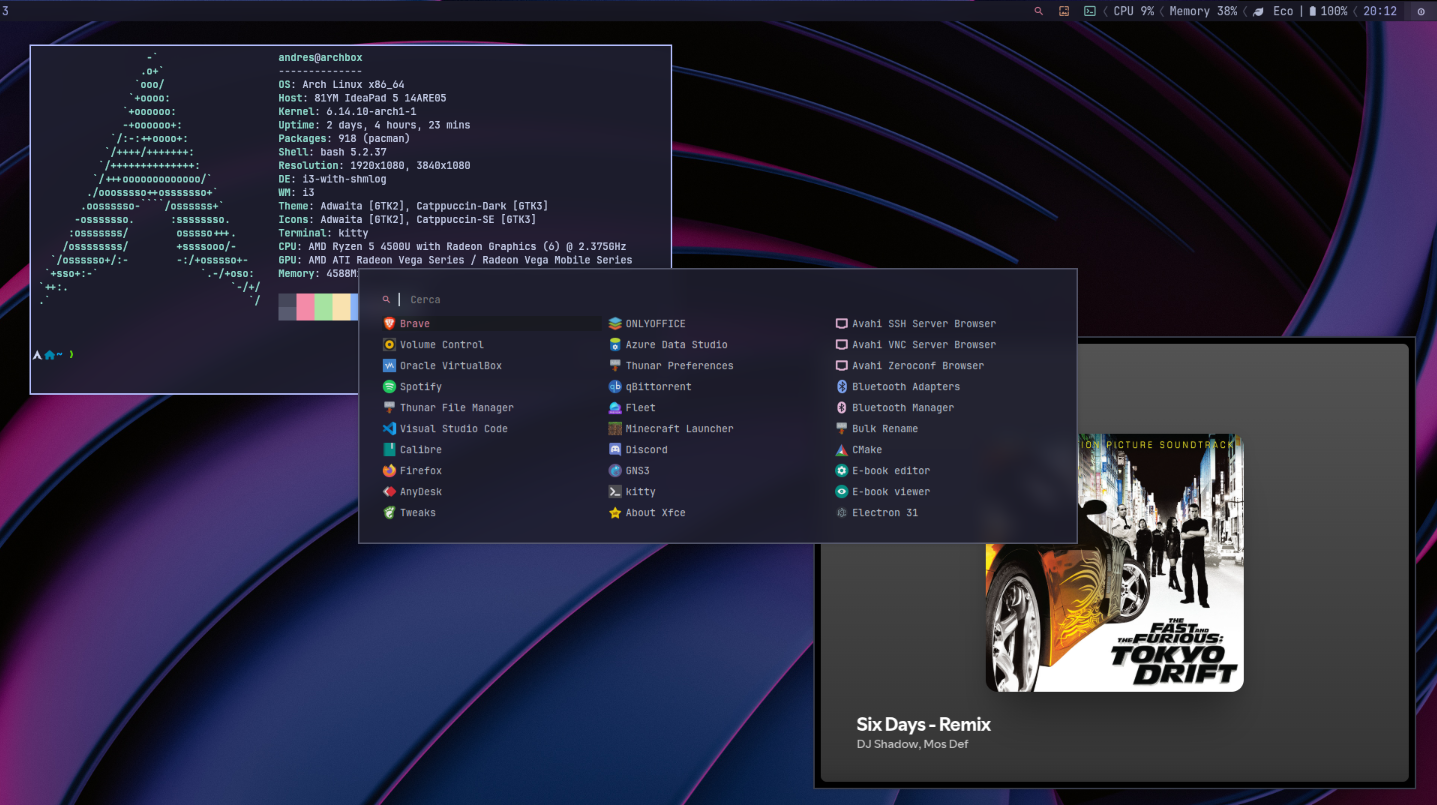 3
CPU 9%
Memory 38%
Eco | 100%
20:12
andres@archbox
--------------
OS: Arch Linux x86_64
Host: 81YM IdeaPad 5 14ARE05
Kernel: 6.14.10-arch1-1
Uptime: 2 days, 4 hours, 23 mins
Packages: 918 (pacman)
Shell: bash 5.2.37
Resolution: 1920x1080, 3840x1080
DE: i3-with-shmlog
WM: i3
Theme: Adwaita [GTK2], Catppuccin-Dark [GTK3]
Icons: Adwaita [GTK2], Catppuccin-SE [GTK3]
Terminal: kitty
CPU: AMD Ryzen 5 4500U with Radeon Graphics (6) @ 2.375GHz
GPU: AMD ATI Radeon Vega Series / Radeon Vega Mobile Series
Memory: 4588M
~ ❯
Cerca
Brave
Volume Control
Oracle VirtualBox
Spotify
Thunar File Manager
Visual Studio Code
Calibre
Firefox
AnyDesk
Tweaks
ONLYOFFICE
Azure Data Studio
Thunar Preferences
qBittorrent
Fleet
Minecraft Launcher
Discord
GNS3
kitty
About Xfce
Avahi SSH Server Browser
Avahi VNC Server Browser
Avahi Zeroconf Browser
Bluetooth Adapters
Bluetooth Manager
Bulk Rename
CMake
E-book editor
E-book viewer
Electron 31
ION PICTURE SOUNDTRACK
THE
FAST AND
THE FURIOUS:
TOKYO
DRIFT
Six Days - Remix
DJ Shadow, Mos Def